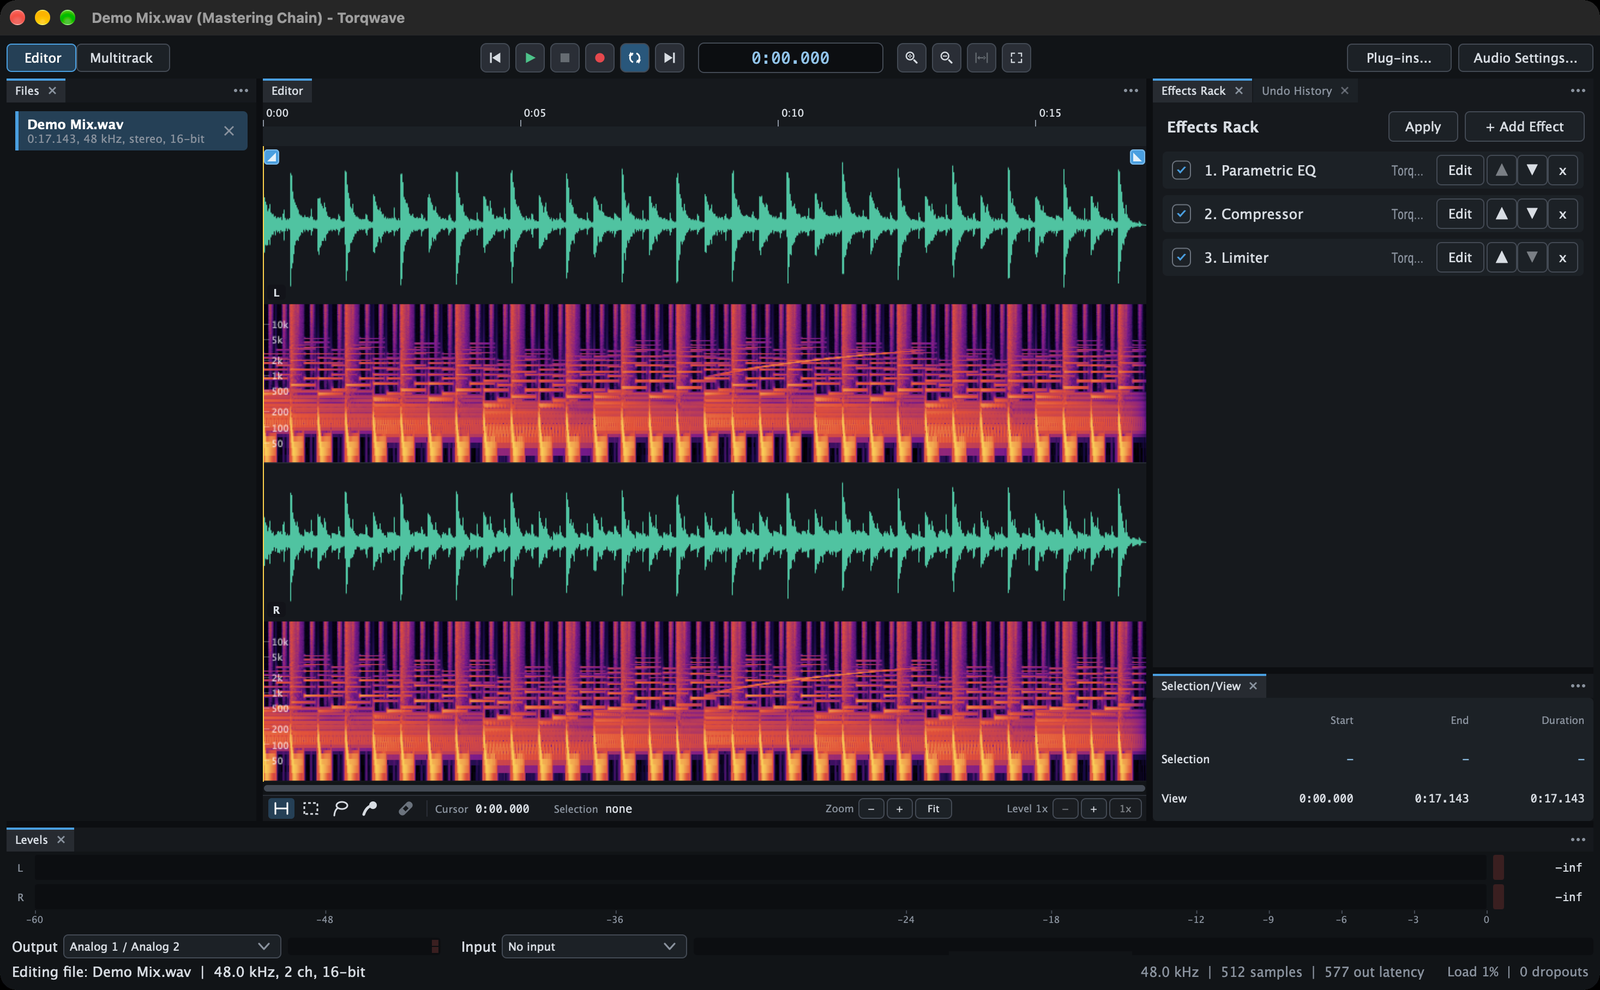 Demo Mix.wav (Mastering Chain) - Torqwave
Editor
Multitrack
0:00.000
Plug-ins...
Audio Settings...
Files
Demo Mix.wav
0:17.143, 48 kHz, stereo, 16-bit
Editor
0:00
0:05
0:10
0:15
L
10k
5k
2k
1k
500
200
100
50
R
10k
5k
2k
1k
500
200
100
50
Cursor 0:00.000
Selection none
Zoom - + Fit
Level 1x - + 1x
Effects Rack
Undo History
Effects Rack
Apply
+ Add Effect
1. Parametric EQ Torq... Edit x
2. Compressor Torq... Edit x
3. Limiter Torq... Edit x
Selection/View
Start End Duration
Selection – – –
View 0:00.000 0:17.143 0:17.143
Levels
L -inf
R -inf
-60 -48 -36 -24 -18 -12 -9 -6 -3 0
Output Analog 1 / Analog 2
Input No input
Editing file: Demo Mix.wav | 48.0 kHz, 2 ch, 16-bit
48.0 kHz | 512 samples | 577 out latency Load 1% | 0 dropouts